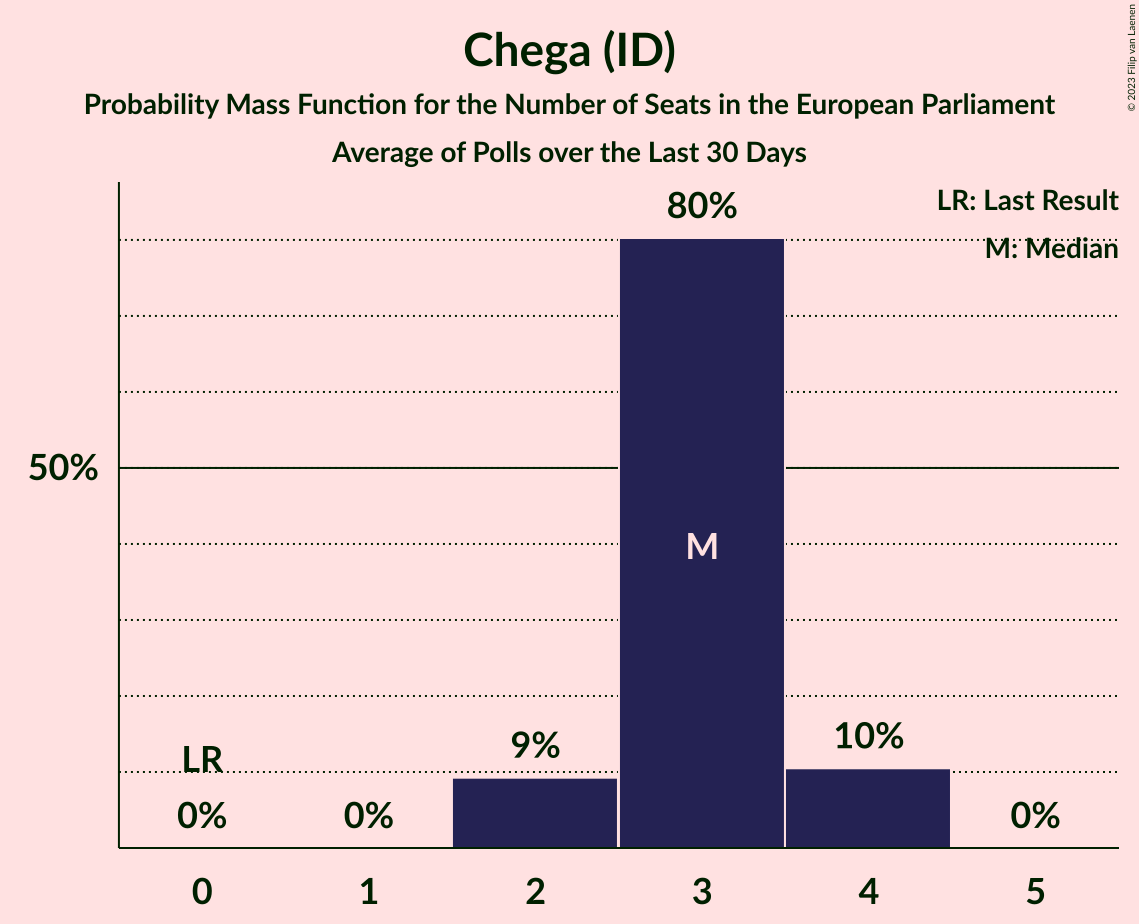 Chega (ID)
Probability Mass Function for the Number of Seats in the European Parliament
Average of Polls over the Last 30 Days
© 2023 Filip van Laenen
LR: Last Result
M: Median
80%
50%
M
LR
9%
10%
0%
0%
0%
0
1
2
3
4
5